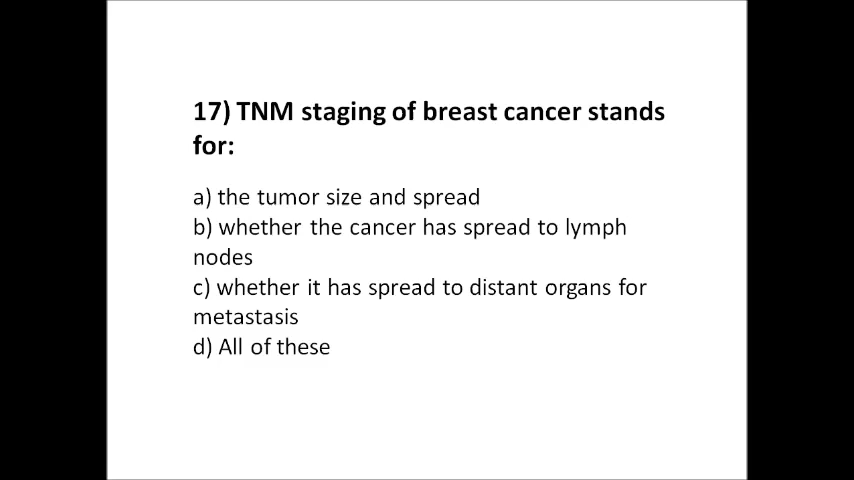 17) TNM staging of breast cancer stands
for:
a) the tumor size and spread
b) whether the cancer has spread to lymph
nodes
c) whether it has spread to distant organs for
metastasis
d) All of these